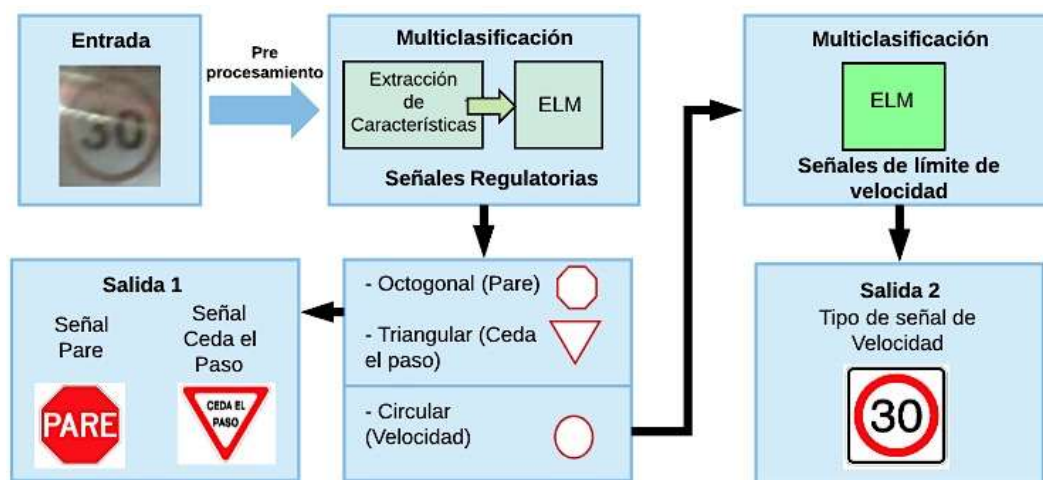 Entrada
30
Pre
procesamiento
Multiclasificación
Extracción
de
Características
ELM
Señales Regulatorias
Multiclasificación
ELM
Señales de límite de
velocidad
Salida 1
Señal
Pare
PARE
Señal
Ceda el
Paso
CEDA EL
PASO
- Octogonal (Pare)
- Triangular (Ceda
el paso)
- Circular
(Velocidad)
Salida 2
Tipo de señal de
Velocidad
30